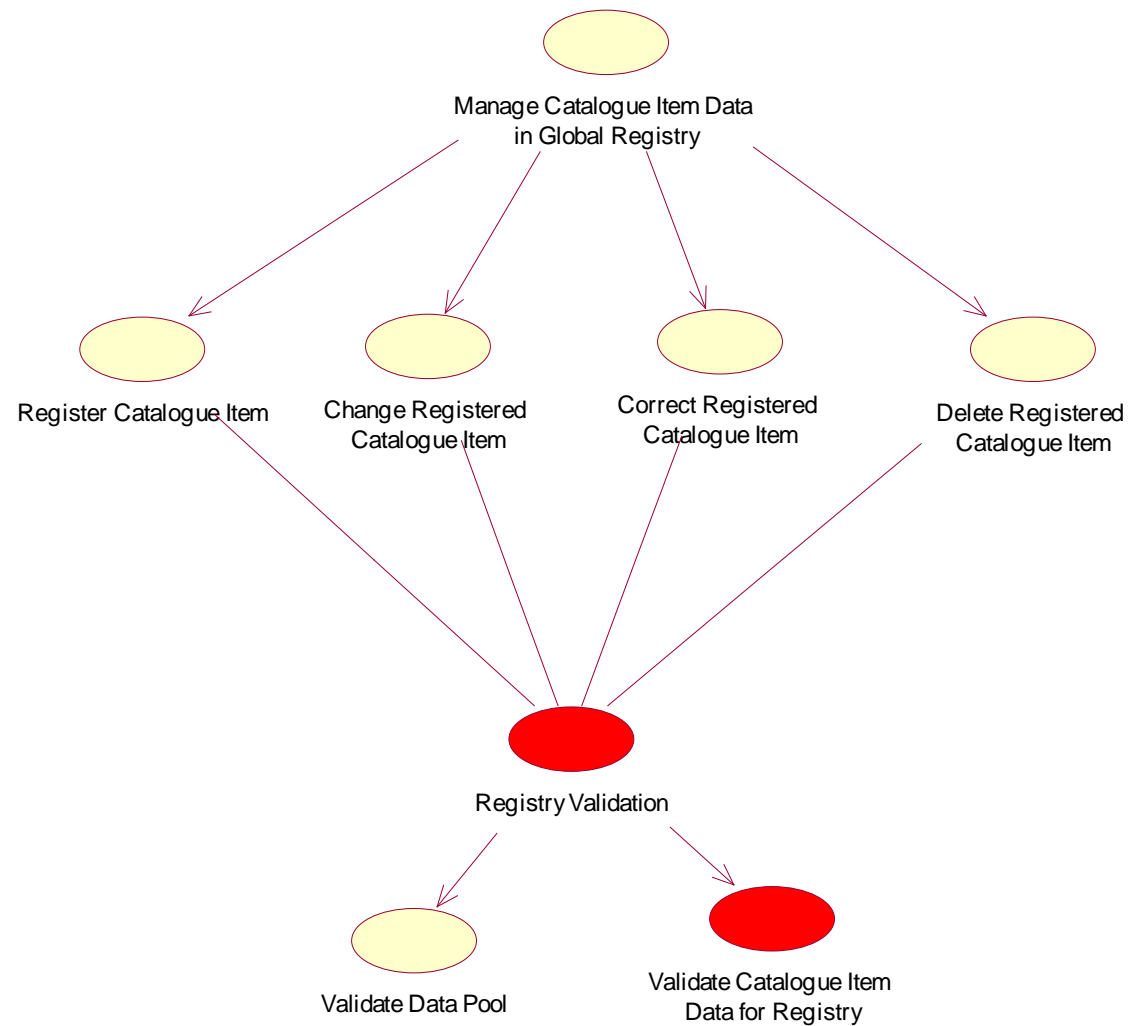 Manage Catalogue Item Data
in Global Registry
Register Catalogue Item
Change Registered
Catalogue Item
Correct Registered
Catalogue Item
Delete Registered
Catalogue Item
Registry Validation
Validate Data Pool
Validate Catalogue Item
Data for Registry